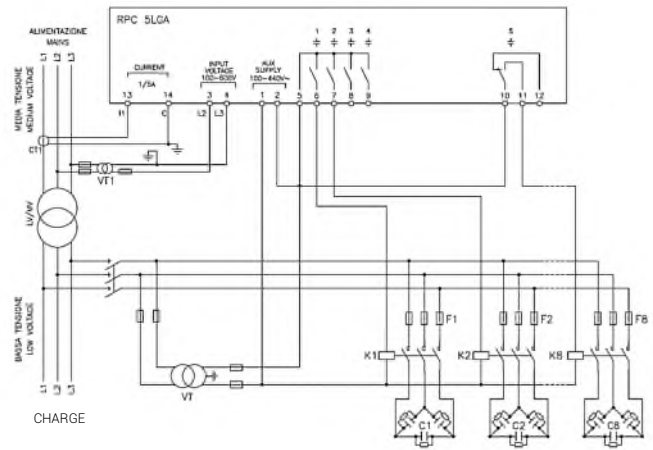 RPC 5LGA
ALIMENTAZIONE
MAINS
L1 L2 L3
MEDIA TENSIONE
MEDIUM VOLTAGE
CURRENT
1/5A
INPUT
VOLTAGE
100-600V
AUX
SUPPLY
100-440V~
1 2 3 4 5
13 14 3 4 1 2 5 6 7 8 9 10 11 12
I1 C L2 L3
CT1
VT1
LV/MV
BASSA TENSIONE
LOW VOLTAGE
F1 F2 F8
K1 K2 K8
VT
L1 L2 L3
C1 C2 C8
CHARGE